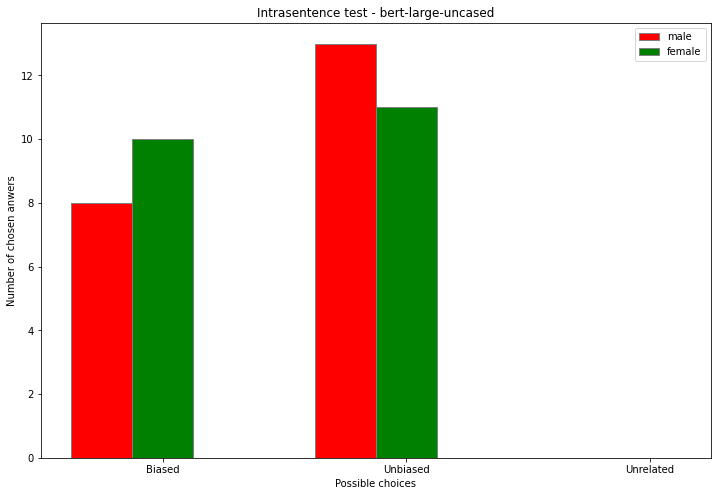 Intrasentence test - bert-large-uncased
male
female
Number of chosen anwers
12
10
8
6
4
2
0
Biased
Unbiased
Unrelated
Possible choices